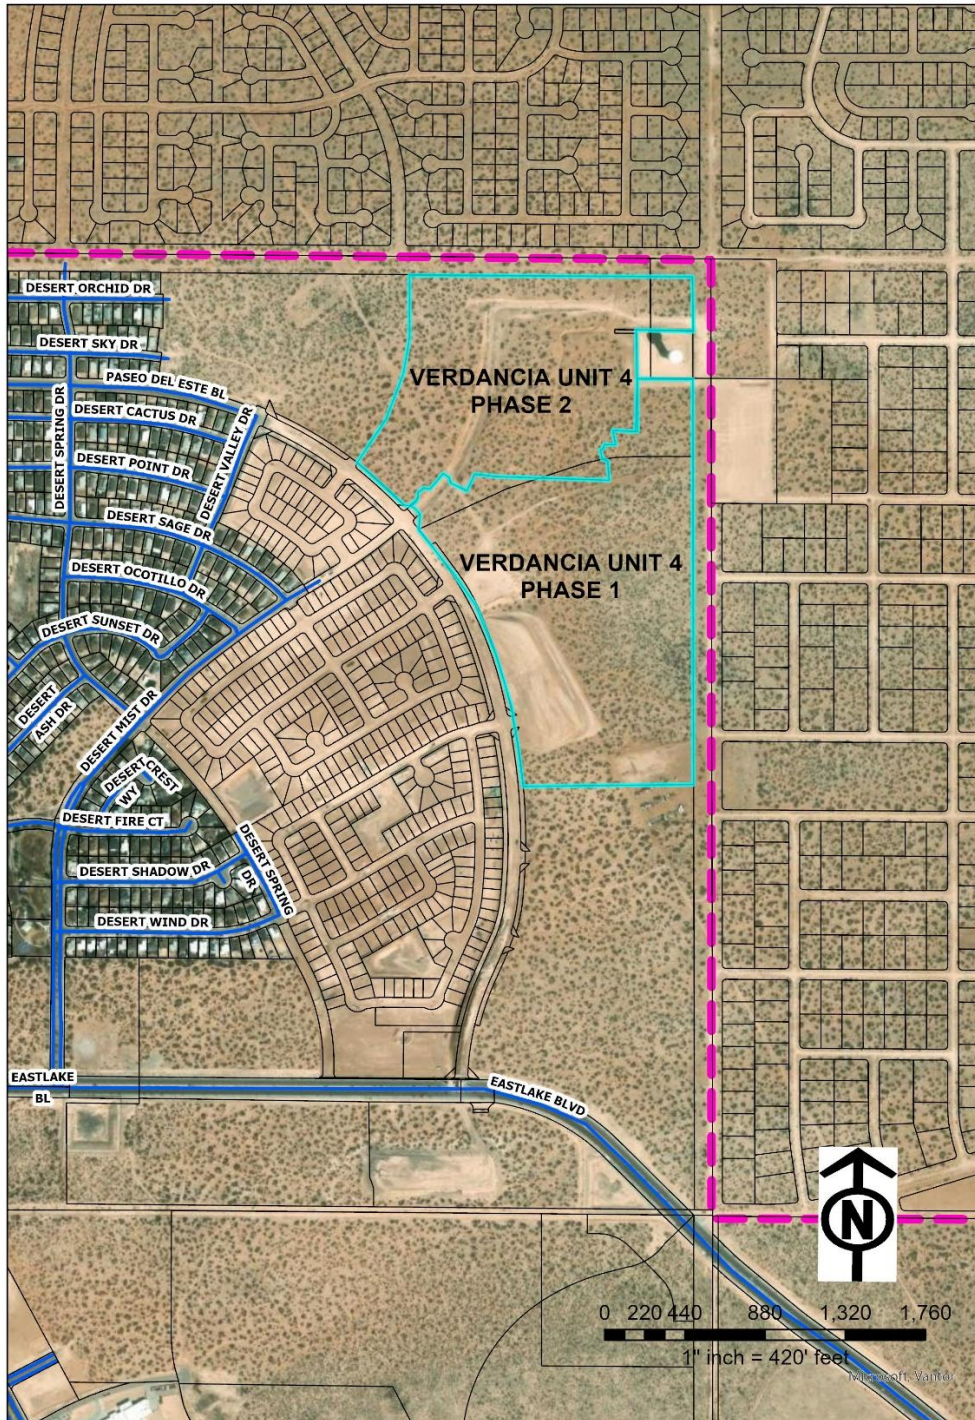 DESERT ORCHID DR
DESERT SKY DR
PASEO DEL ESTE BL
DESERT CACTUS DR
DESERT SPRING DR
DESERT VALLEY DR
DESERT POINT DR
DESERT SAGE DR
DESERT OCOTILLO DR
DESERT SUNSET DR
DESERT
ASH DR
DESERT MIST DR
DESERT CREST
WY
DESERT FIRE CT
DESERT SHADOW DR
DESERT SPRING
DR
DESERT WIND DR
VERDANCIA UNIT 4
PHASE 2
VERDANCIA UNIT 4
PHASE 1
EASTLAKE
BL
EASTLAKE BLVD
N
0 220 440 880 1,320 1,760
1" inch = 420' feet
Microsoft, Vantor